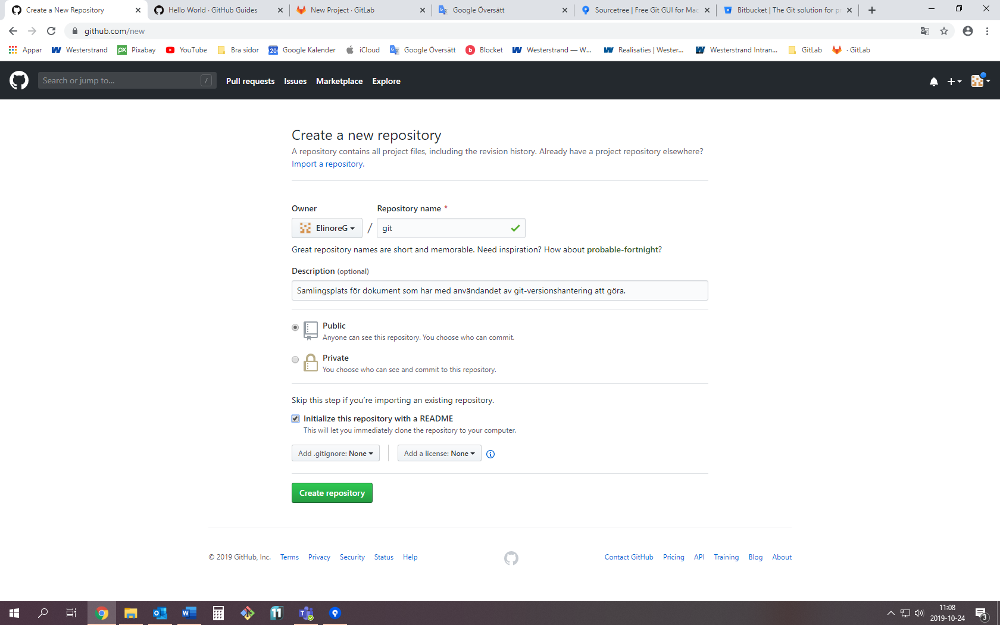 Create a New Repository
Hello World · GitHub Guides
New Project · GitLab
Google Översätt
Sourcetree | Free Git GUI for Mac
Bitbucket | The Git solution for p
github.com/new
Appar
Westerstrand
Pixabay
YouTube
Bra sidor
20
Google Kalender
iCloud
Google Översätt
Blocket
Westerstrand — W...
Realisaties | Wester...
Westerstrand Intran...
GitLab
· GitLab
Search or jump to...
/
Pull requests
Issues
Marketplace
Explore
Create a new repository
A repository contains all project files, including the revision history. Already have a project repository elsewhere?
Import a repository.
Owner
Repository name *
ElinoreG
/
git
Great repository names are short and memorable. Need inspiration? How about probable-fortnight?
Description (optional)
Samlingsplats för dokument som har med användandet av git-versionshantering att göra.
Public
Anyone can see this repository. You choose who can commit.
Private
You choose who can see and commit to this repository.
Skip this step if you’re importing an existing repository.
Initialize this repository with a README
This will let you immediately clone the repository to your computer.
Add .gitignore: None
Add a license: None
Create repository
© 2019 GitHub, Inc.
Terms
Privacy
Security
Status
Help
Contact GitHub
Pricing
API
Training
Blog
About
11:08
2019-10-24
3